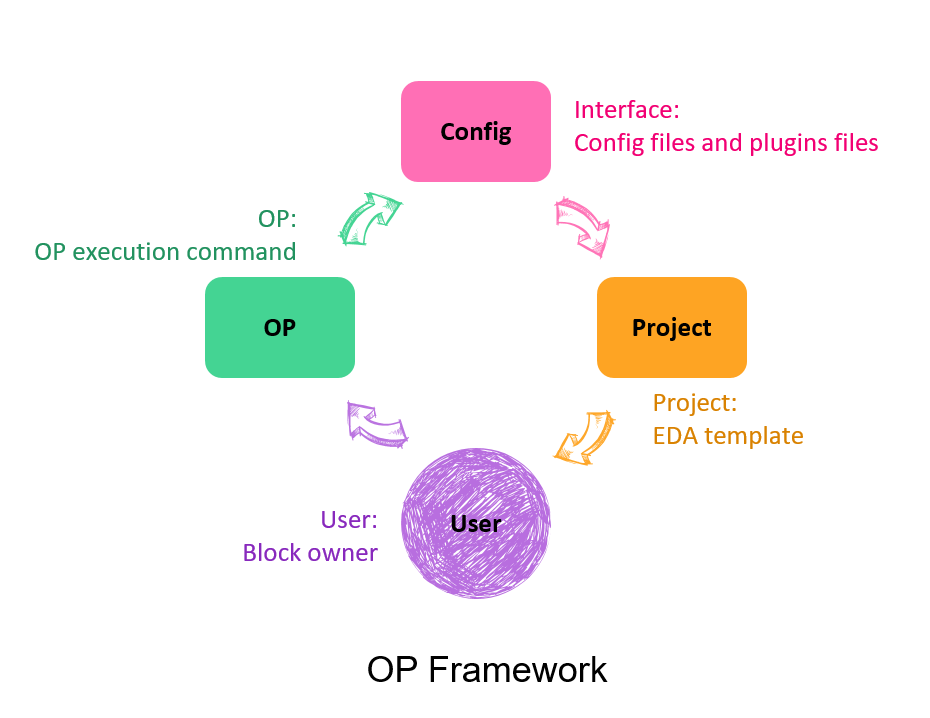 Config
Interface:
Config files and plugins files
OP:
OP execution command
OP
Project
Project:
EDA template
User:
Block owner
User
OP Framework